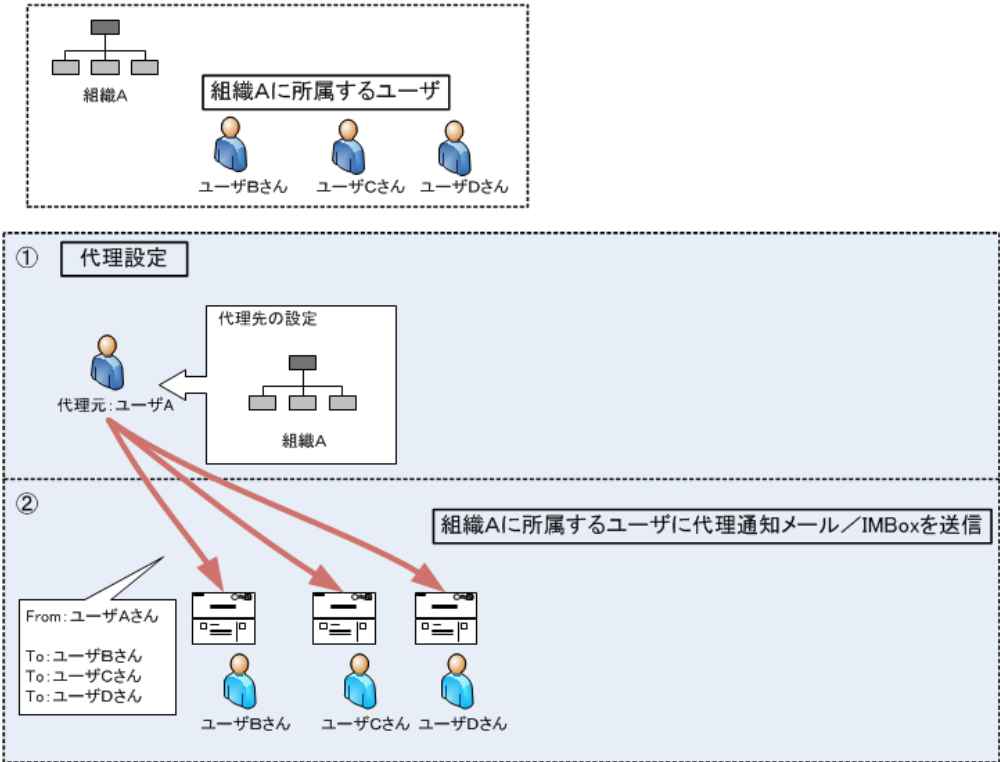 組織A
組織Aに所属するユーザ
ユーザBさん
ユーザCさん
ユーザDさん
①
代理設定
代理先の設定
組織A
代理元:ユーザA
②
組織Aに所属するユーザに代理通知メール／IMBoxを送信
From:ユーザAさん
To:ユーザBさん
To:ユーザCさん
To:ユーザDさん
ユーザBさん
ユーザCさん
ユーザDさん